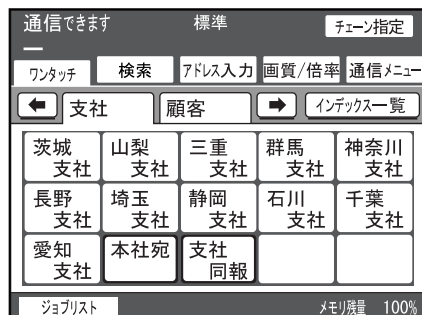 通信できます 標準 チェーン指定
ワンタッチ 検索 アドレス入力 画質/倍率 通信メニュー
支社 顧客 インデックス一覧
茨城 山梨 三重 群馬 神奈川
支社 支社 支社 支社 支社
長野 埼玉 静岡 石川 千葉
支社 支社 支社 支社 支社
愛知 本社宛 支社
支社 同報
ジョブリスト メモリ残量 100%